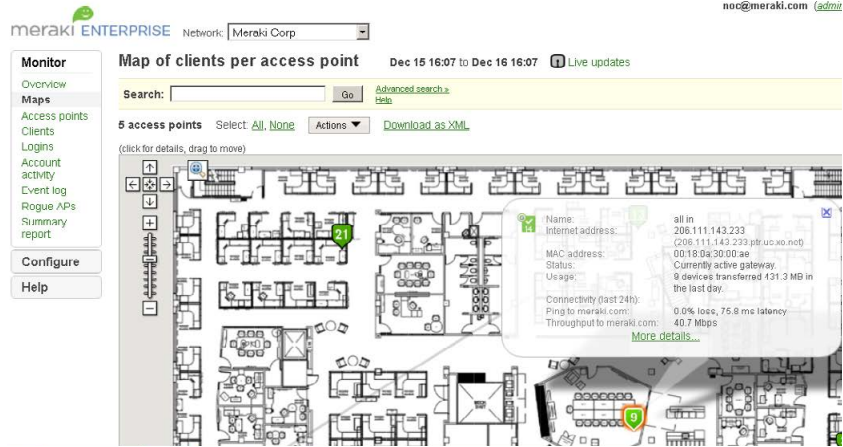 noc@meraki.com (admin
meraki ENTERPRISE Network: Meraki Corp
Monitor
Overview
Maps
Access points
Clients
Logins
Account
activity
Event log
Rogue APs
Summary
report
Configure
Help
Map of clients per access point Dec 15 16:07 to Dec 16 16:07 Live updates
Search: Go Advanced search »
Help
5 access points Select: All, None Actions ▼ Download as XML
(click for details, drag to move)
21
14
Name: all in
Internet address: 206.111.143.233
(206.111.143.233.ptr.us.xo.net)
MAC address: 00:18:0a:30:00:ae
Status: Currently active gateway.
Usage: 9 devices transferred 431.3 MB in
the last day.
Connectivity (last 24h):
Ping to meraki.com: 0.0% loss, 75.8 ms latency
Throughput to meraki.com: 40.7 Mbps
More details...
9